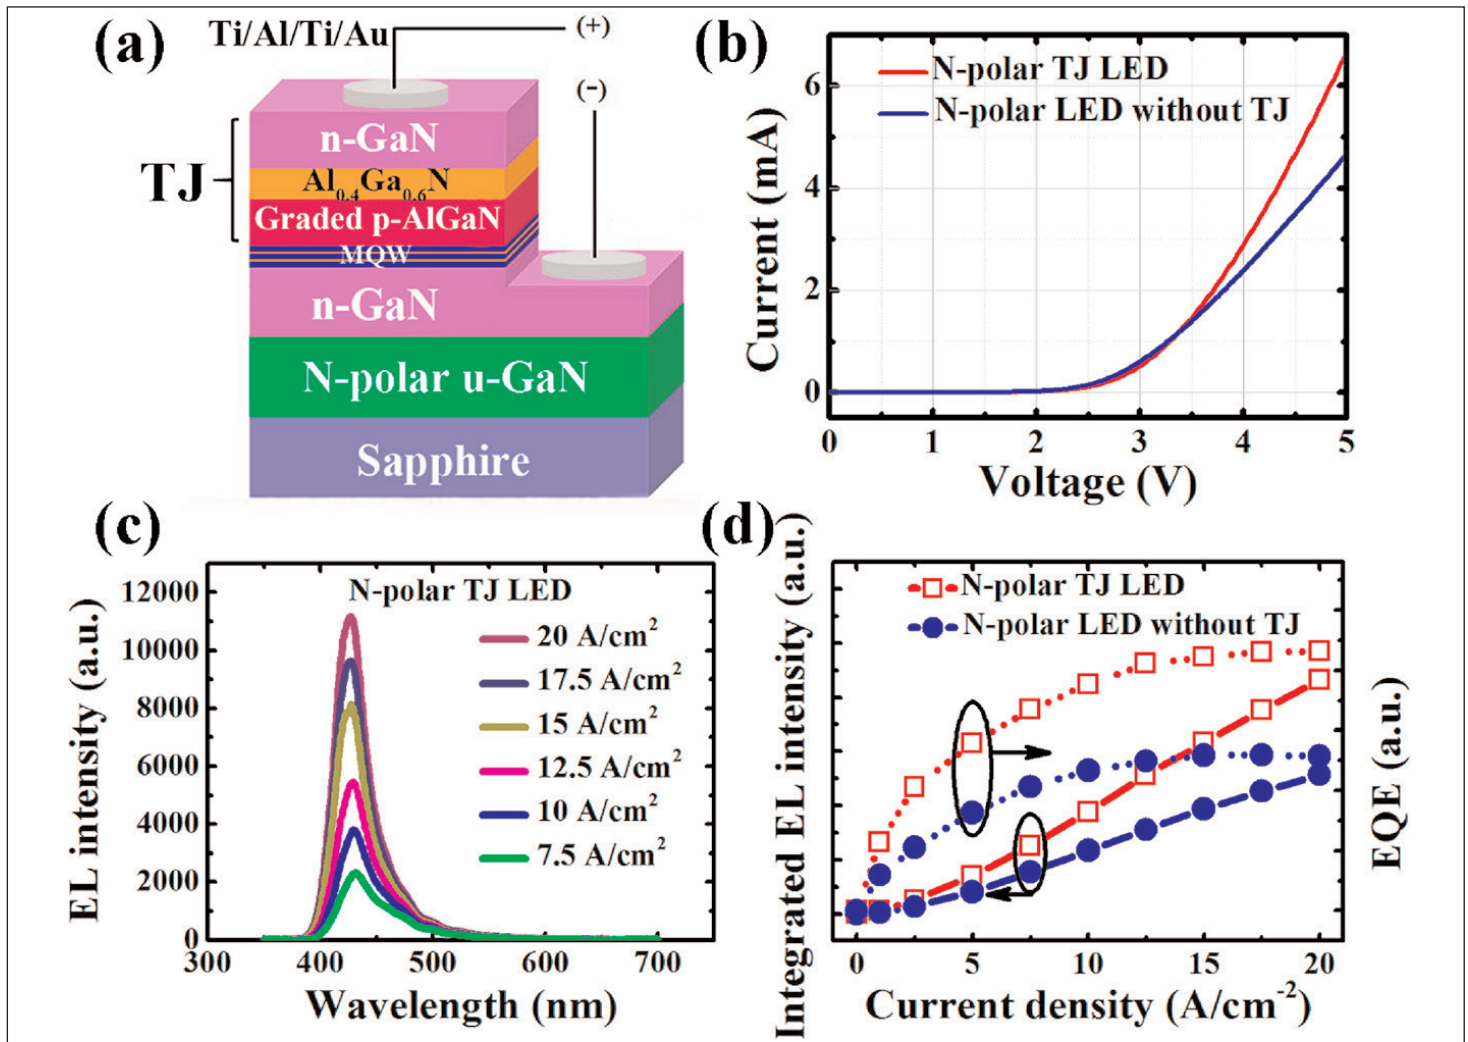 (a)
Ti/Al/Ti/Au
(+)
(−)
TJ
n-GaN
Al0.4Ga0.6N
Graded p-AlGaN
MQW
n-GaN
N-polar u-GaN
Sapphire
(b)
N-polar TJ LED
N-polar LED without TJ
Current (mA)
6
4
2
0
0 1 2 3 4 5
Voltage (V)
(c)
N-polar TJ LED
20 A/cm²
17.5 A/cm²
15 A/cm²
12.5 A/cm²
10 A/cm²
7.5 A/cm²
EL intensity (a.u.)
12000
10000
8000
6000
4000
2000
0
300 400 500 600 700
Wavelength (nm)
(d)
N-polar TJ LED
N-polar LED without TJ
Integrated EL intensity (a.u.)
EQE (a.u.)
0 5 10 15 20
Current density (A/cm⁻²)